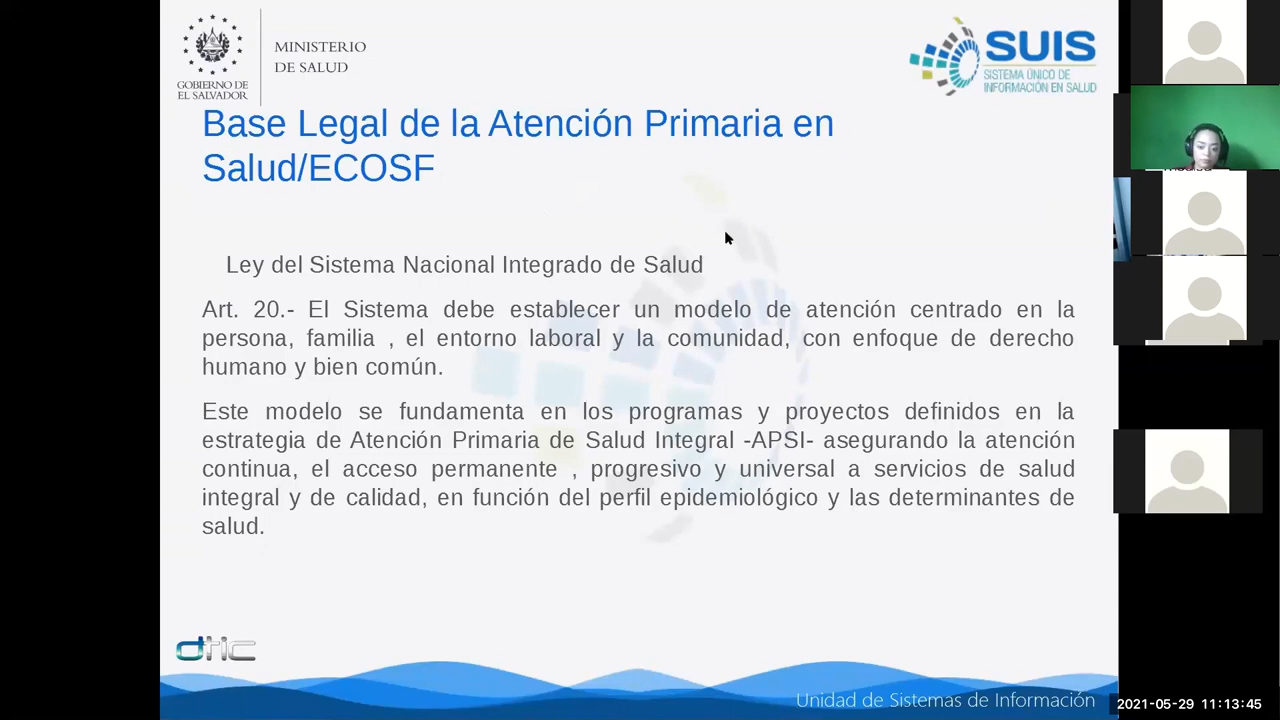 GOBIERNO DE
EL SALVADOR
MINISTERIO
DE SALUD
SUIS
SISTEMA ÚNICO DE
INFORMACIÓN EN SALUD
Base Legal de la Atención Primaria en
Salud/ECOSF
Ley del Sistema Nacional Integrado de Salud
Art. 20.- El Sistema debe establecer un modelo de atención centrado en la
persona, familia , el entorno laboral y la comunidad, con enfoque de derecho
humano y bien común.
Este modelo se fundamenta en los programas y proyectos definidos en la
estrategia de Atención Primaria de Salud Integral -APSI- asegurando la atención
continua, el acceso permanente , progresivo y universal a servicios de salud
integral y de calidad, en función del perfil epidemiológico y las determinantes de
salud.
dtic
Unidad de Sistemas de Información
2021-05-29 11:13:45